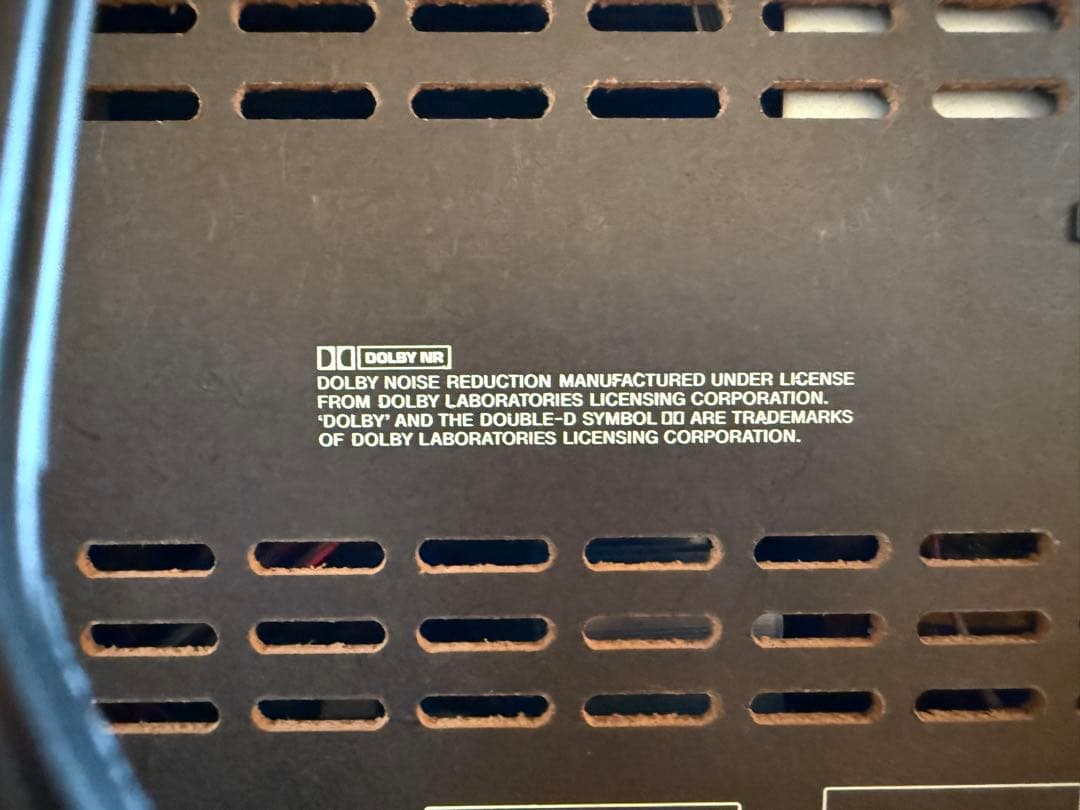 DOLBY NR
DOLBY NOISE REDUCTION MANUFACTURED UNDER LICENSE
FROM DOLBY LABORATORIES LICENSING CORPORATION.
‘DOLBY’ AND THE DOUBLE-D SYMBOL ARE TRADEMARKS
OF DOLBY LABORATORIES LICENSING CORPORATION.